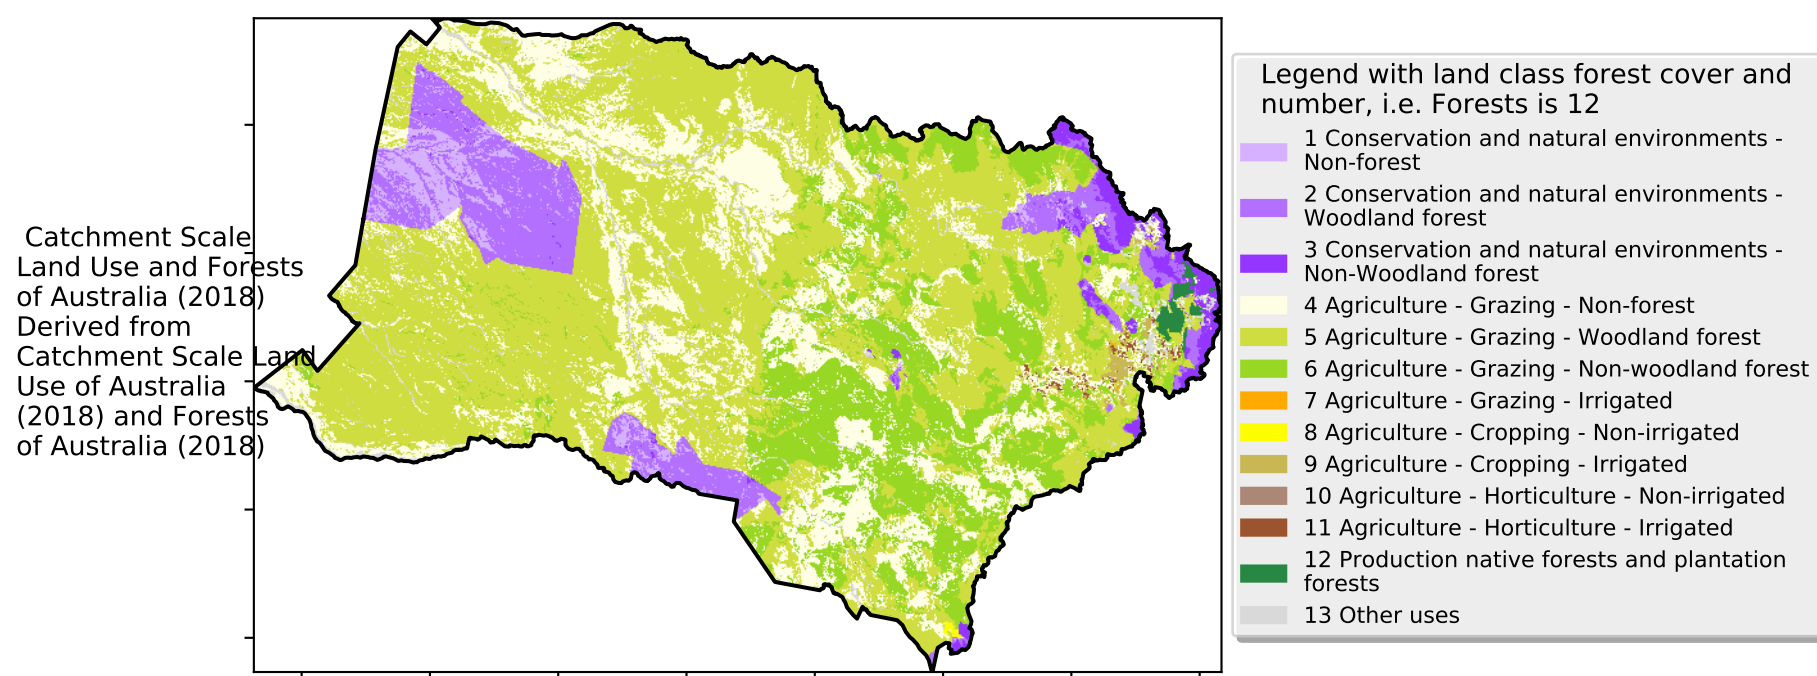 Catchment Scale
Land Use and Forests
of Australia (2018)
Derived from
Catchment Scale Land
Use of Australia
(2018) and Forests
of Australia (2018)
Legend with land class forest cover and
number, i.e. Forests is 12
1 Conservation and natural environments -
Non-forest
2 Conservation and natural environments -
Woodland forest
3 Conservation and natural environments -
Non-Woodland forest
4 Agriculture - Grazing - Non-forest
5 Agriculture - Grazing - Woodland forest
6 Agriculture - Grazing - Non-woodland forest
7 Agriculture - Grazing - Irrigated
8 Agriculture - Cropping - Non-irrigated
9 Agriculture - Cropping - Irrigated
10 Agriculture - Horticulture - Non-irrigated
11 Agriculture - Horticulture - Irrigated
12 Production native forests and plantation
forests
13 Other uses